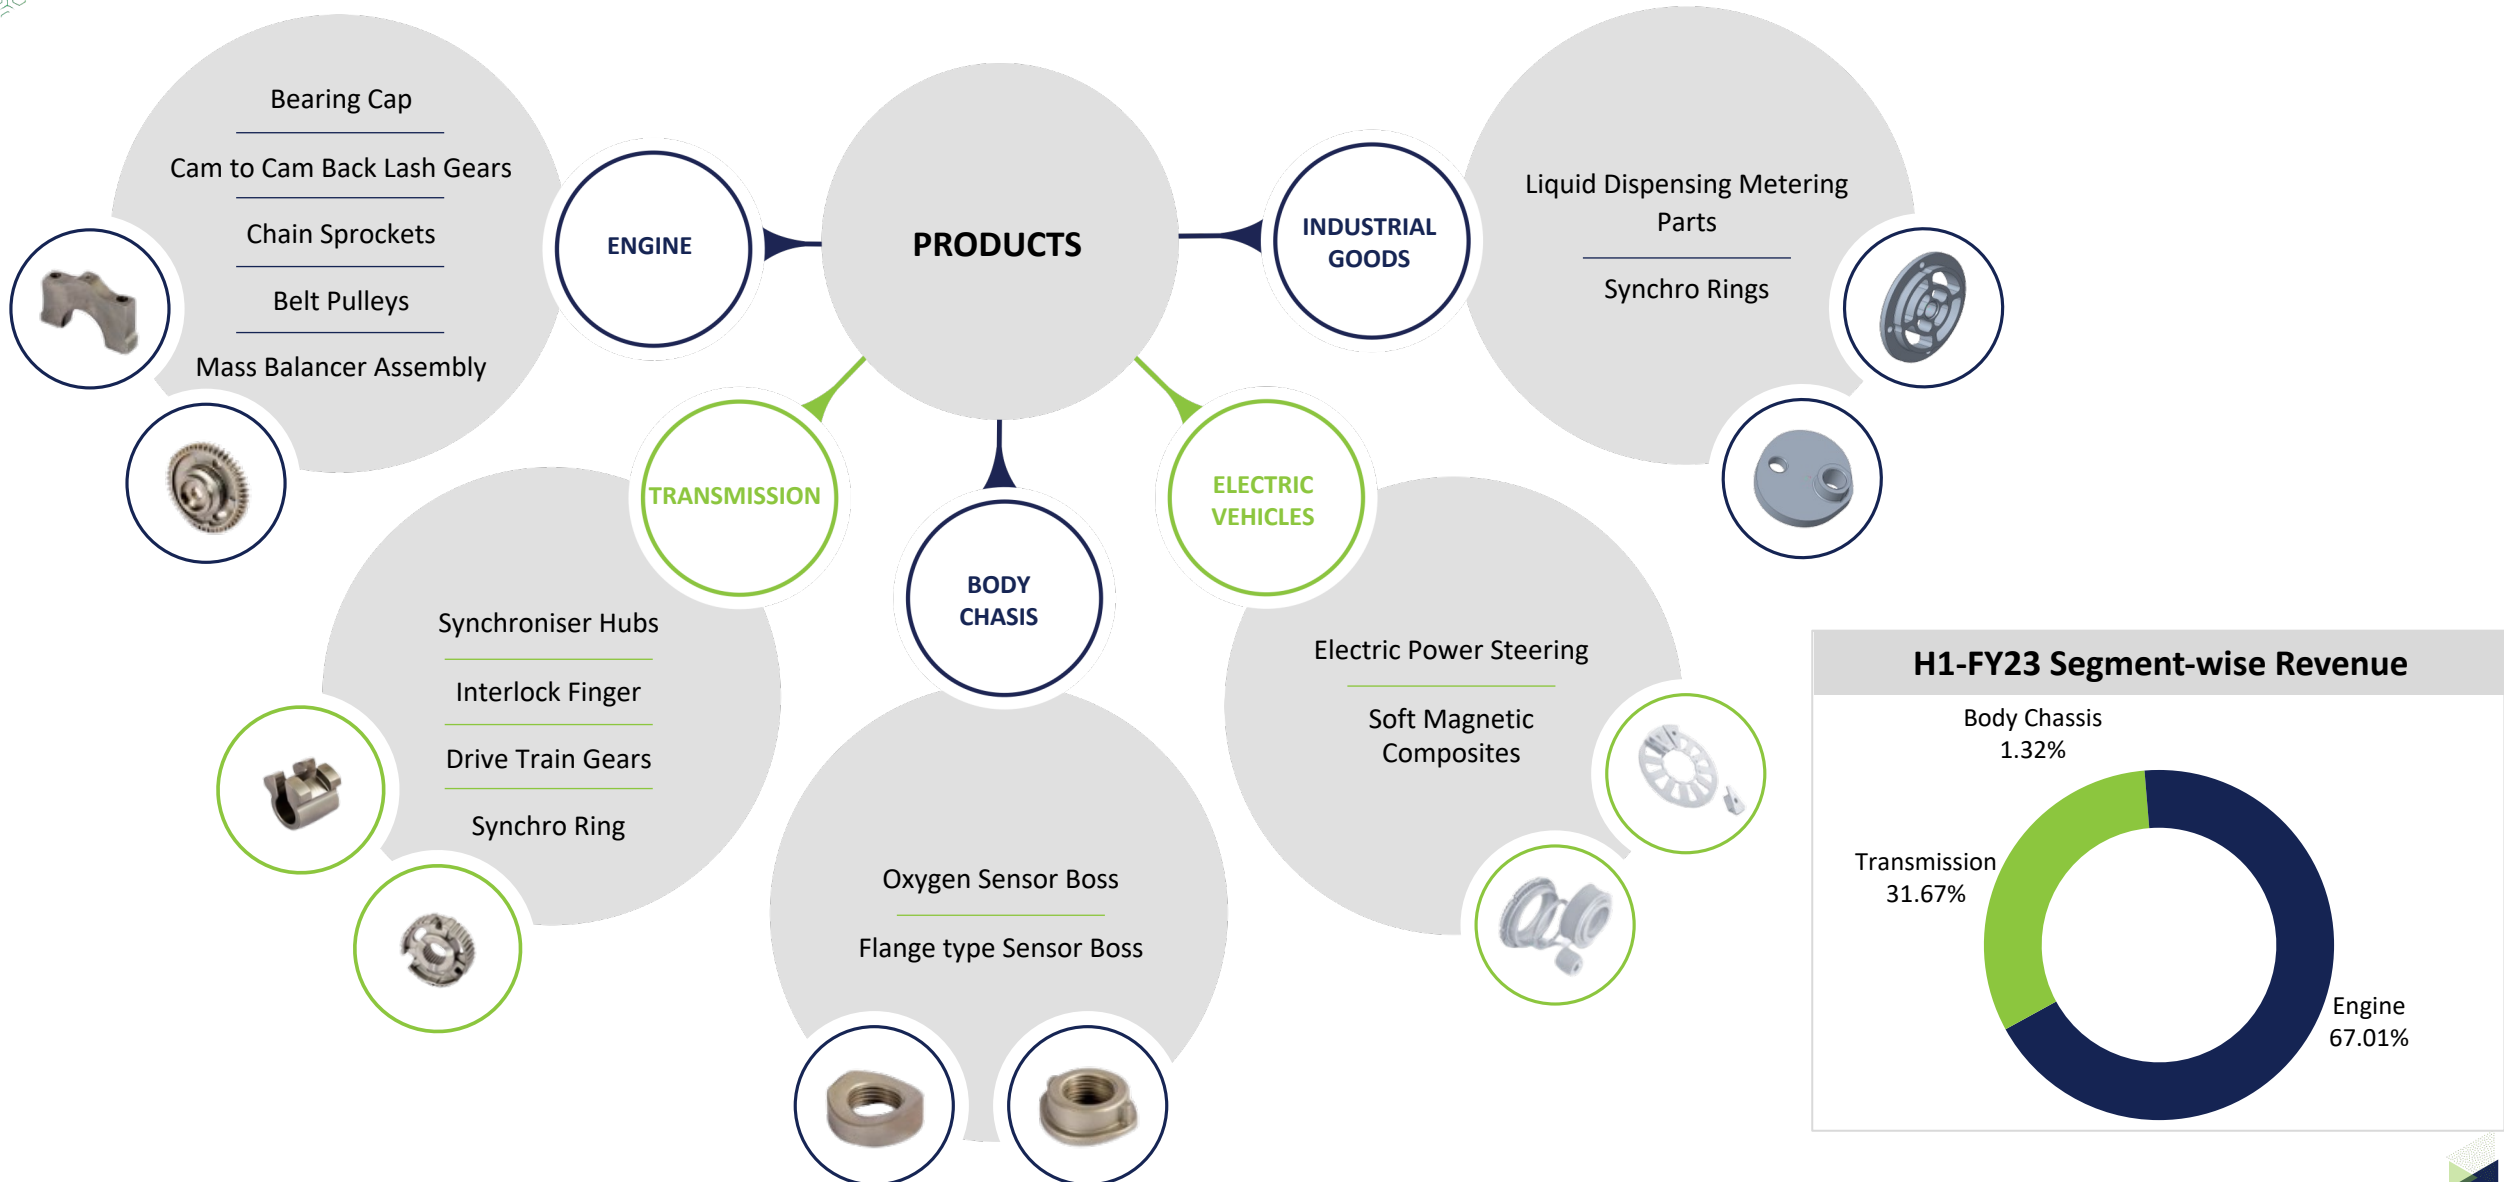 PRODUCTS
ENGINE
Bearing Cap
Cam to Cam Back Lash Gears
Chain Sprockets
Belt Pulleys
Mass Balancer Assembly
TRANSMISSION
Synchroniser Hubs
Interlock Finger
Drive Train Gears
Synchro Ring
BODY
CHASIS
Oxygen Sensor Boss
Flange type Sensor Boss
ELECTRIC
VEHICLES
Electric Power Steering
Soft Magnetic
Composites
INDUSTRIAL
GOODS
Liquid Dispensing Metering
Parts
Synchro Rings
H1-FY23 Segment-wise Revenue
Body Chassis
1.32%
Transmission
31.67%
Engine
67.01%